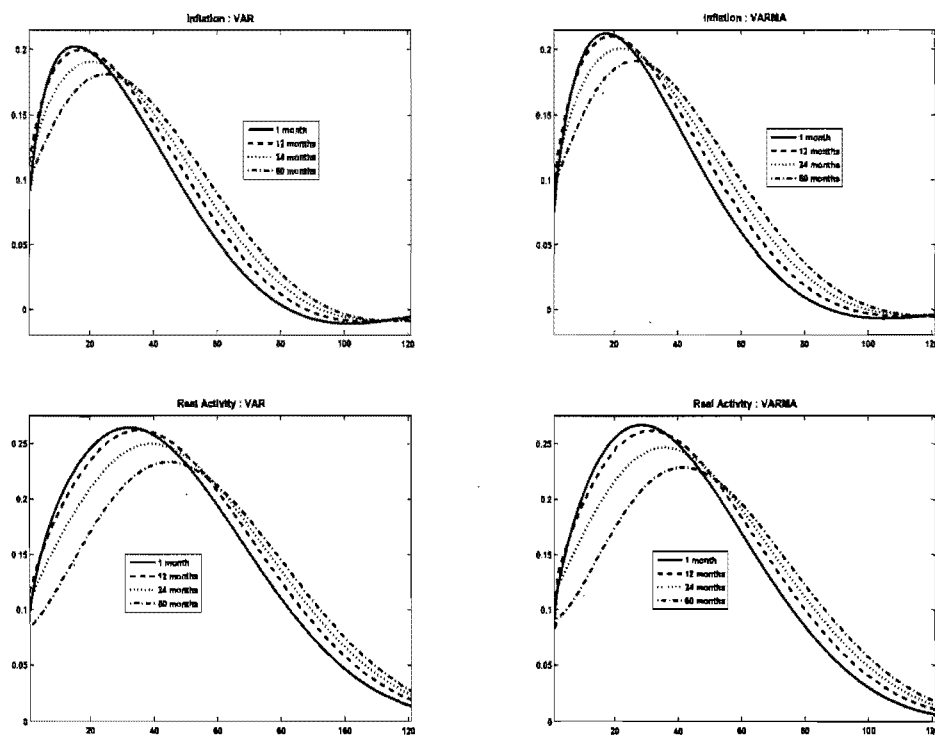 Inflation : VAR
0.2
0.15
0.1
0.05
0
1 month
12 months
24 months
60 months
20 40 60 80 100 120
Inflation : VARMA
0.2
0.15
0.1
0.05
0
1 month
12 months
24 months
60 months
20 40 60 80 100 120
Real Activity : VAR
0.25
0.2
0.15
0.1
0.05
0
1 month
12 months
24 months
60 months
20 40 60 80 100 120
Real Activity : VARMA
0.25
0.2
0.15
0.1
0.05
0
1 month
12 months
24 months
60 months
20 40 60 80 100 120